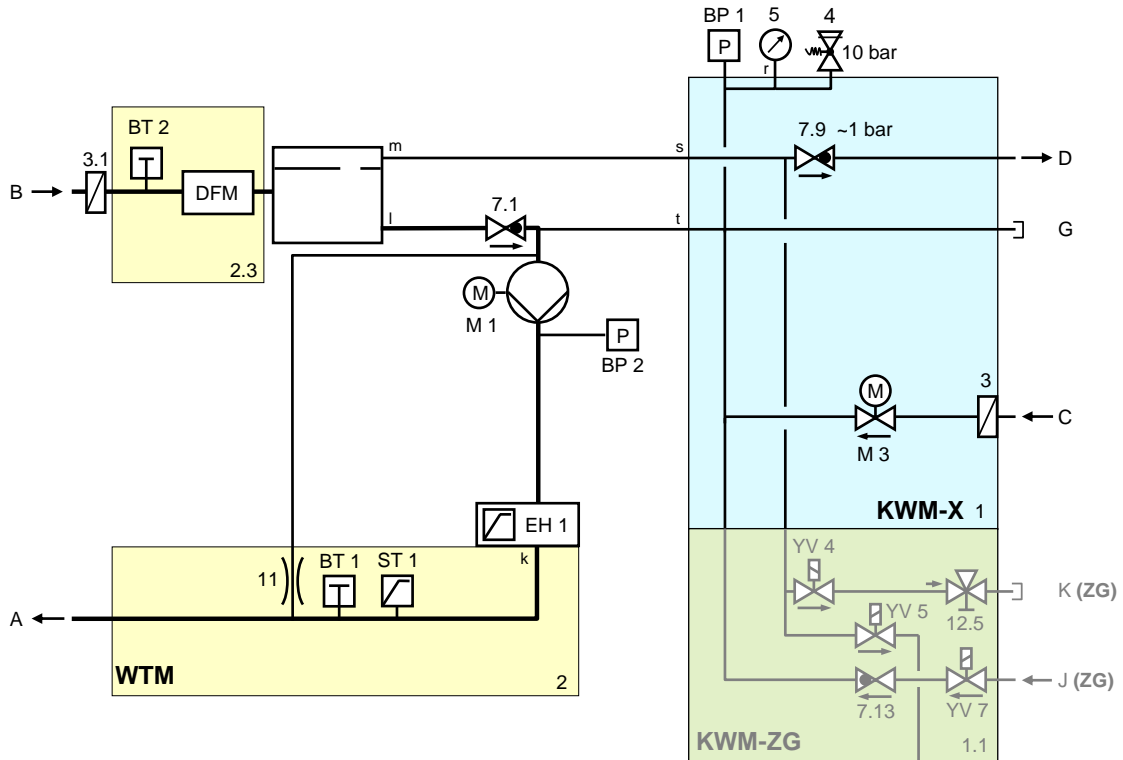 BP 1
5
4
P
r
10 bar
BT 2
7.9 ~1 bar
3.1
m
s
B
D
DFM
7.1
l
t
G
2.3
M
M 1
P
BP 2
M
3
C
M 3
EH 1
KWM-X 1
k
YV 4
BT 1
ST 1
11
K (ZG)
YV 5
12.5
A
WTM
2
J (ZG)
7.13
YV 7
KWM-ZG
1.1